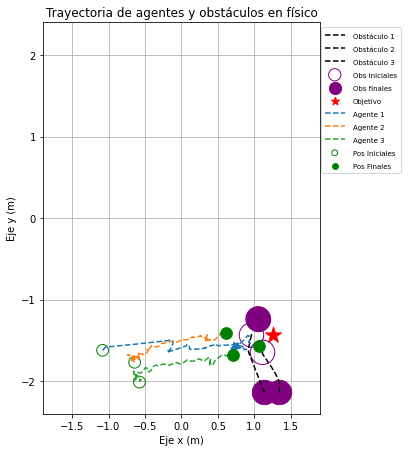 Trayectoria de agentes y obstáculos en físico
Obstáculo 1
Obstáculo 2
Obstáculo 3
Obs iniciales
Obs finales
Objetivo
Agente 1
Agente 2
Agente 3
Pos Iniciales
Pos Finales
Eje y (m)
2
1
0
−1
−2
−1.5
−1.0
−0.5
0.0
0.5
1.0
1.5
Eje x (m)